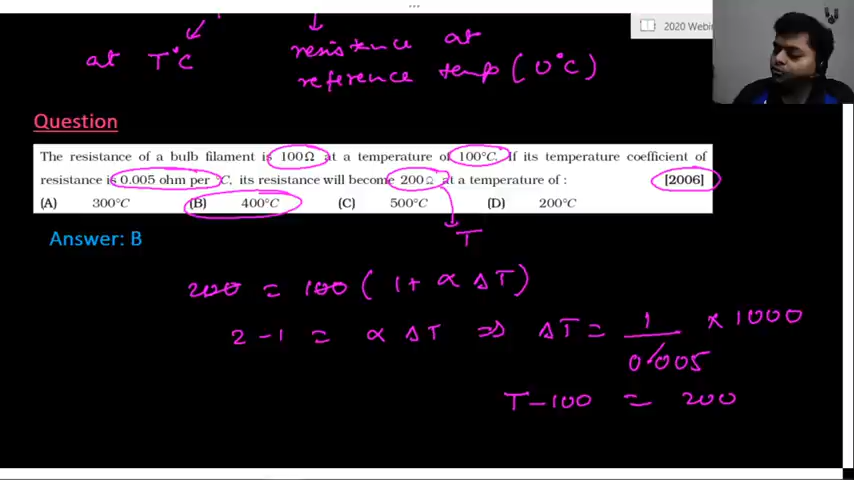 2020 Webin
at T°C resistence at
reference temp (0°C)
Question
The resistance of a bulb filament is 100Ω at a temperature of 100°C. If its temperature coefficient of
resistance is 0.005 ohm per °C, its resistance will become 200Ω at a temperature of :
[2006]
(A) 300°C (B) 400°C (C) 500°C (D) 200°C
Answer: B
T
200 = 100 ( 1 + α ΔT)
2 - 1 = α ΔT ⇒ ΔT = 1/0.005 × 1000
T - 100 = 200